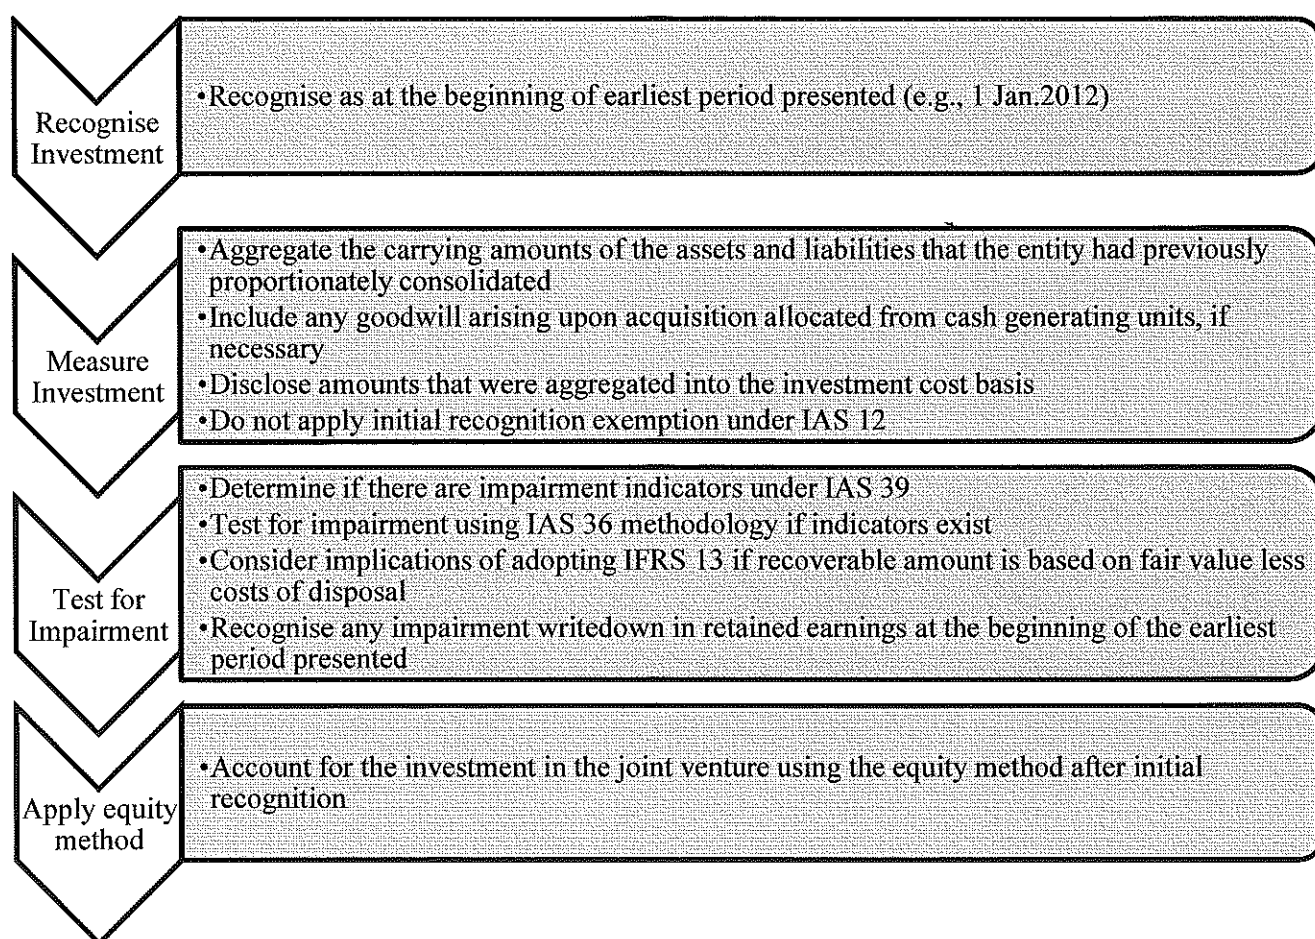 Recognise
Investment
•Recognise as at the beginning of earliest period presented (e.g., 1 Jan.2012)
Measure
Investment
•Aggregate the carrying amounts of the assets and liabilities that the entity had previously
proportionately consolidated
•Include any goodwill arising upon acquisition allocated from cash generating units, if
necessary
•Disclose amounts that were aggregated into the investment cost basis
•Do not apply initial recognition exemption under IAS 12
Test for
Impairment
•Determine if there are impairment indicators under IAS 39
•Test for impairment using IAS 36 methodology if indicators exist
•Consider implications of adopting IFRS 13 if recoverable amount is based on fair value less
costs of disposal
•Recognise any impairment writedown in retained earnings at the beginning of the earliest
period presented
Apply equity
method
•Account for the investment in the joint venture using the equity method after initial
recognition